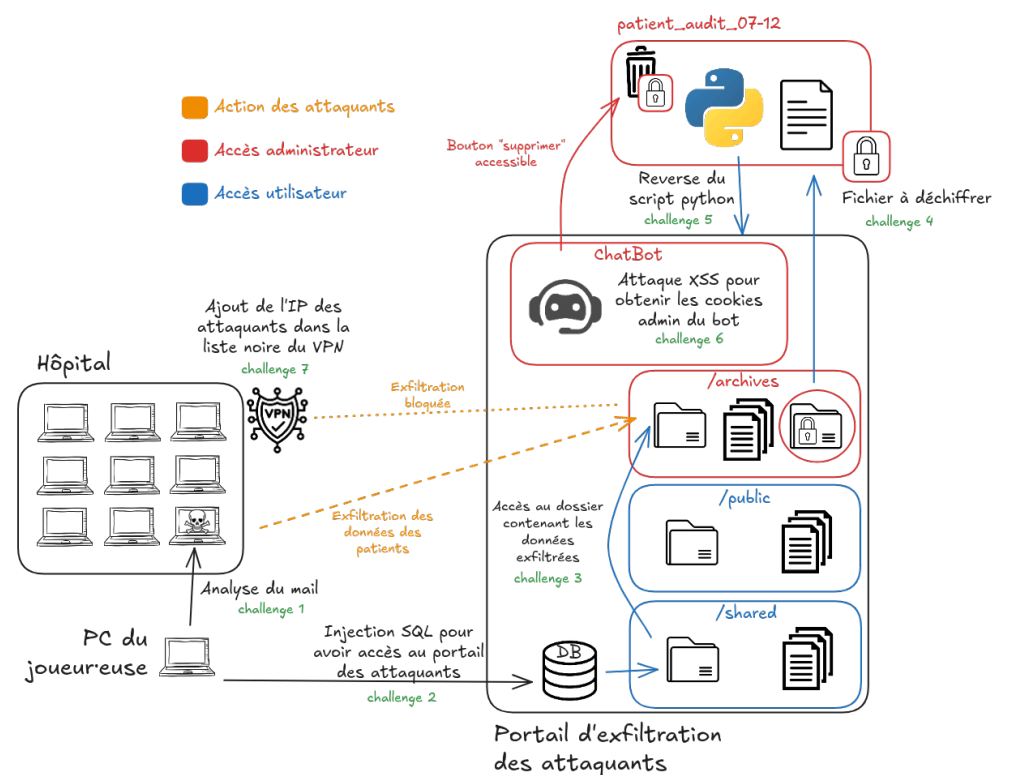 patient_audit_07-12
Action des attaquants
Accès administrateur
Accès utilisateur
Bouton "supprimer"
accessible
Reverse du
script python
challenge 5
Fichier à déchiffrer
challenge 4
ChatBot
Attaque XSS pour
obtenir les cookies
admin du bot
challenge 6
Ajout de l'IP des
attaquants dans la
liste noire du VPN
challenge 7
Hôpital
VPN
Exfiltration
bloquée
/archives
Exfiltration des
données des
patients
Accès au dossier
contenant les
données
exfiltrées
challenge 3
/public
Analyse du mail
challenge 1
/shared
PC du
joueur·euse
Injection SQL pour
avoir accès au portail
des attaquants
challenge 2
DB
Portail d'exfiltration
des attaquants